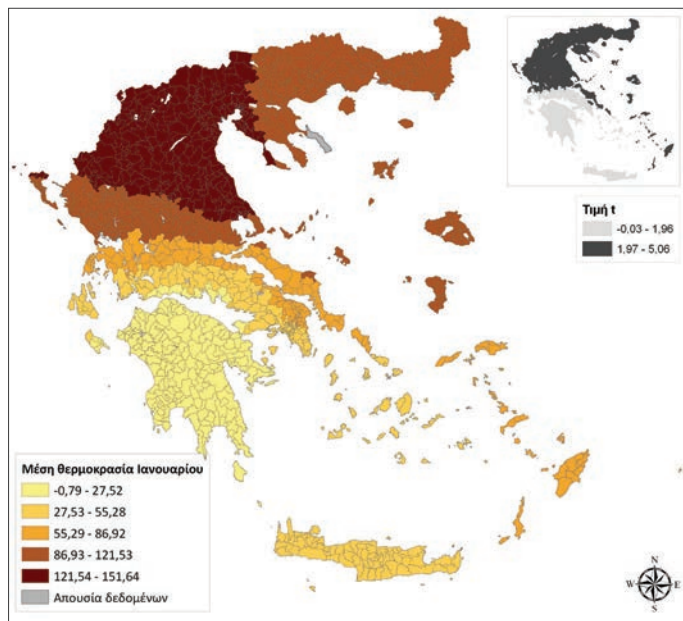 Τιμή t
-0,03 - 1,96
1,97 - 5,06
Μέση θερμοκρασία Ιανουαρίου
-0,79 - 27,52
27,53 - 55,28
55,29 - 86,92
86,93 - 121,53
121,54 - 151,64
Απουσία δεδομένων
N
W E
S